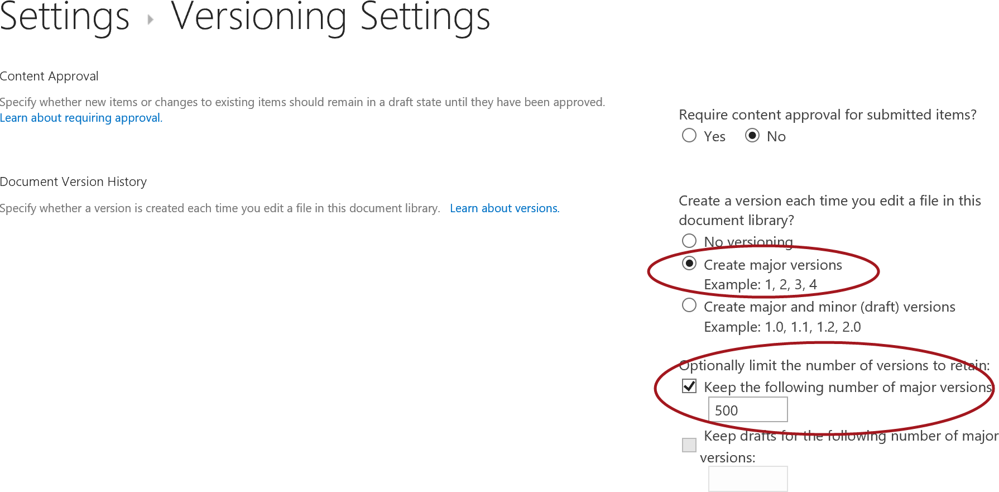 Settings ▸ Versioning Settings
Content Approval
Specify whether new items or changes to existing items should remain in a draft state until they have been approved.
Learn about requiring approval.
Require content approval for submitted items?
Yes No
Document Version History
Specify whether a version is created each time you edit a file in this document library. Learn about versions.
Create a version each time you edit a file in this
document library?
No versioning
Create major versions
Example: 1, 2, 3, 4
Create major and minor (draft) versions
Example: 1.0, 1.1, 1.2, 2.0
Optionally limit the number of versions to retain:
Keep the following number of major versions
500
Keep drafts for the following number of major
versions: